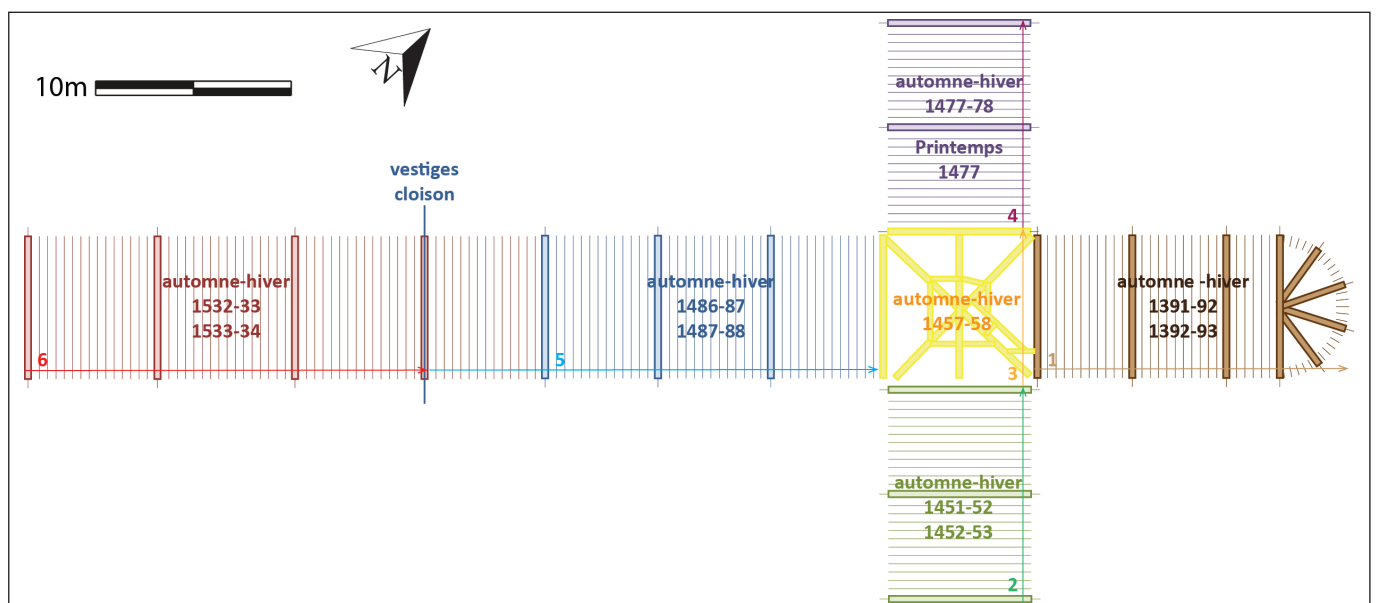 10m
N
automne-hiver
1477-78
Printemps
1477
4
vestiges
cloison
automne-hiver
1532-33
1533-34
6
automne-hiver
1486-87
1487-88
5
automne-hiver
1457-58
3
automne -hiver
1391-92
1392-93
1
automne-hiver
1451-52
1452-53
2